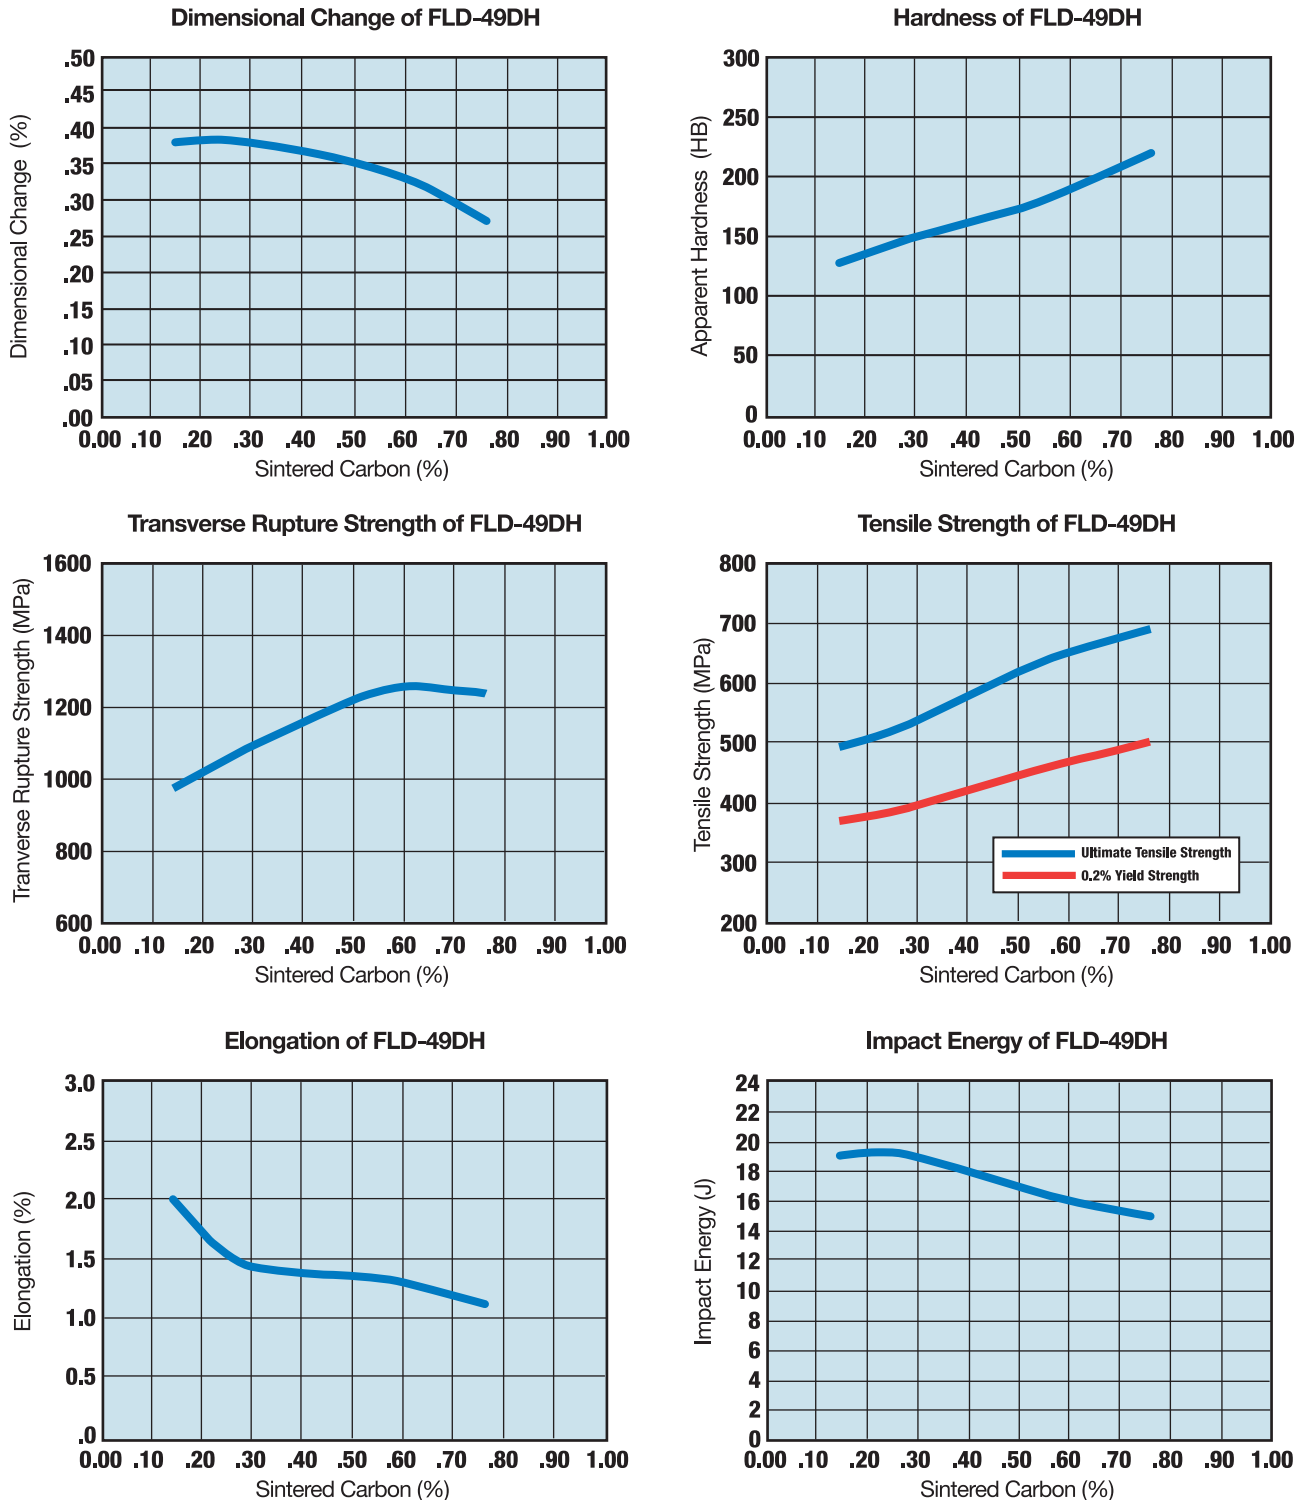 Dimensional Change of FLD-49DH
Dimensional Change (%)
.50
.45
.40
.35
.30
.25
.20
.15
.10
.05
.00
0.00 .10 .20 .30 .40 .50 .60 .70 .80 .90 1.00
Sintered Carbon (%)
Hardness of FLD-49DH
Apparent Hardness (HB)
300
250
200
150
100
50
0
0.00 .10 .20 .30 .40 .50 .60 .70 .80 .90 1.00
Sintered Carbon (%)
Transverse Rupture Strength of FLD-49DH
Tranverse Rupture Strength (MPa)
1600
1400
1200
1000
800
600
0.00 .10 .20 .30 .40 .50 .60 .70 .80 .90 1.00
Sintered Carbon (%)
Tensile Strength of FLD-49DH
Tensile Strength (MPa)
800
700
600
500
400
300
200
Ultimate Tensile Strength
0.2% Yield Strength
0.00 .10 .20 .30 .40 .50 .60 .70 .80 .90 1.00
Sintered Carbon (%)
Elongation of FLD-49DH
Elongation (%)
3.0
2.5
2.0
1.5
1.0
0.5
.0
0.00 .10 .20 .30 .40 .50 .60 .70 .80 .90 1.00
Sintered Carbon (%)
Impact Energy of FLD-49DH
Impact Energy (J)
24
22
20
18
16
14
12
10
8
6
4
2
0
0.00 .10 .20 .30 .40 .50 .60 .70 .80 .90 1.00
Sintered Carbon (%)